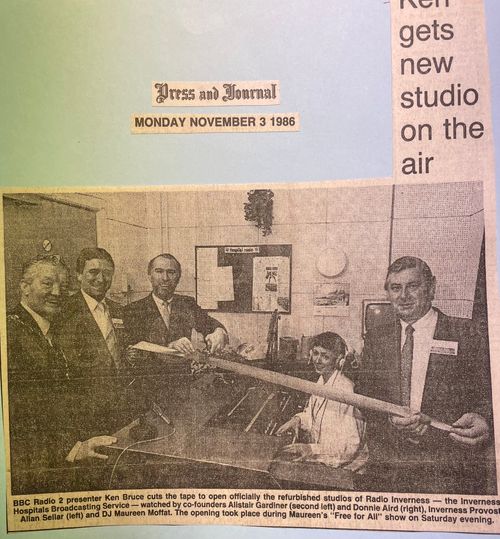 Ken
gets
new
studio
on the
air
Press and Journal
MONDAY NOVEMBER 3 1986
Hospital radio
BBC Radio 2 presenter Ken Bruce cuts the tape to open officially the refurbished studios of Radio Inverness — the Inverness
Hospitals Broadcasting Service — watched by co-founders Alistair Gardiner (second left) and Donnie Aird (right), Inverness Provost
Allan Sellar (left) and DJ Maureen Moffat. The opening took place during Maureen's "Free for All" show on Saturday evening.